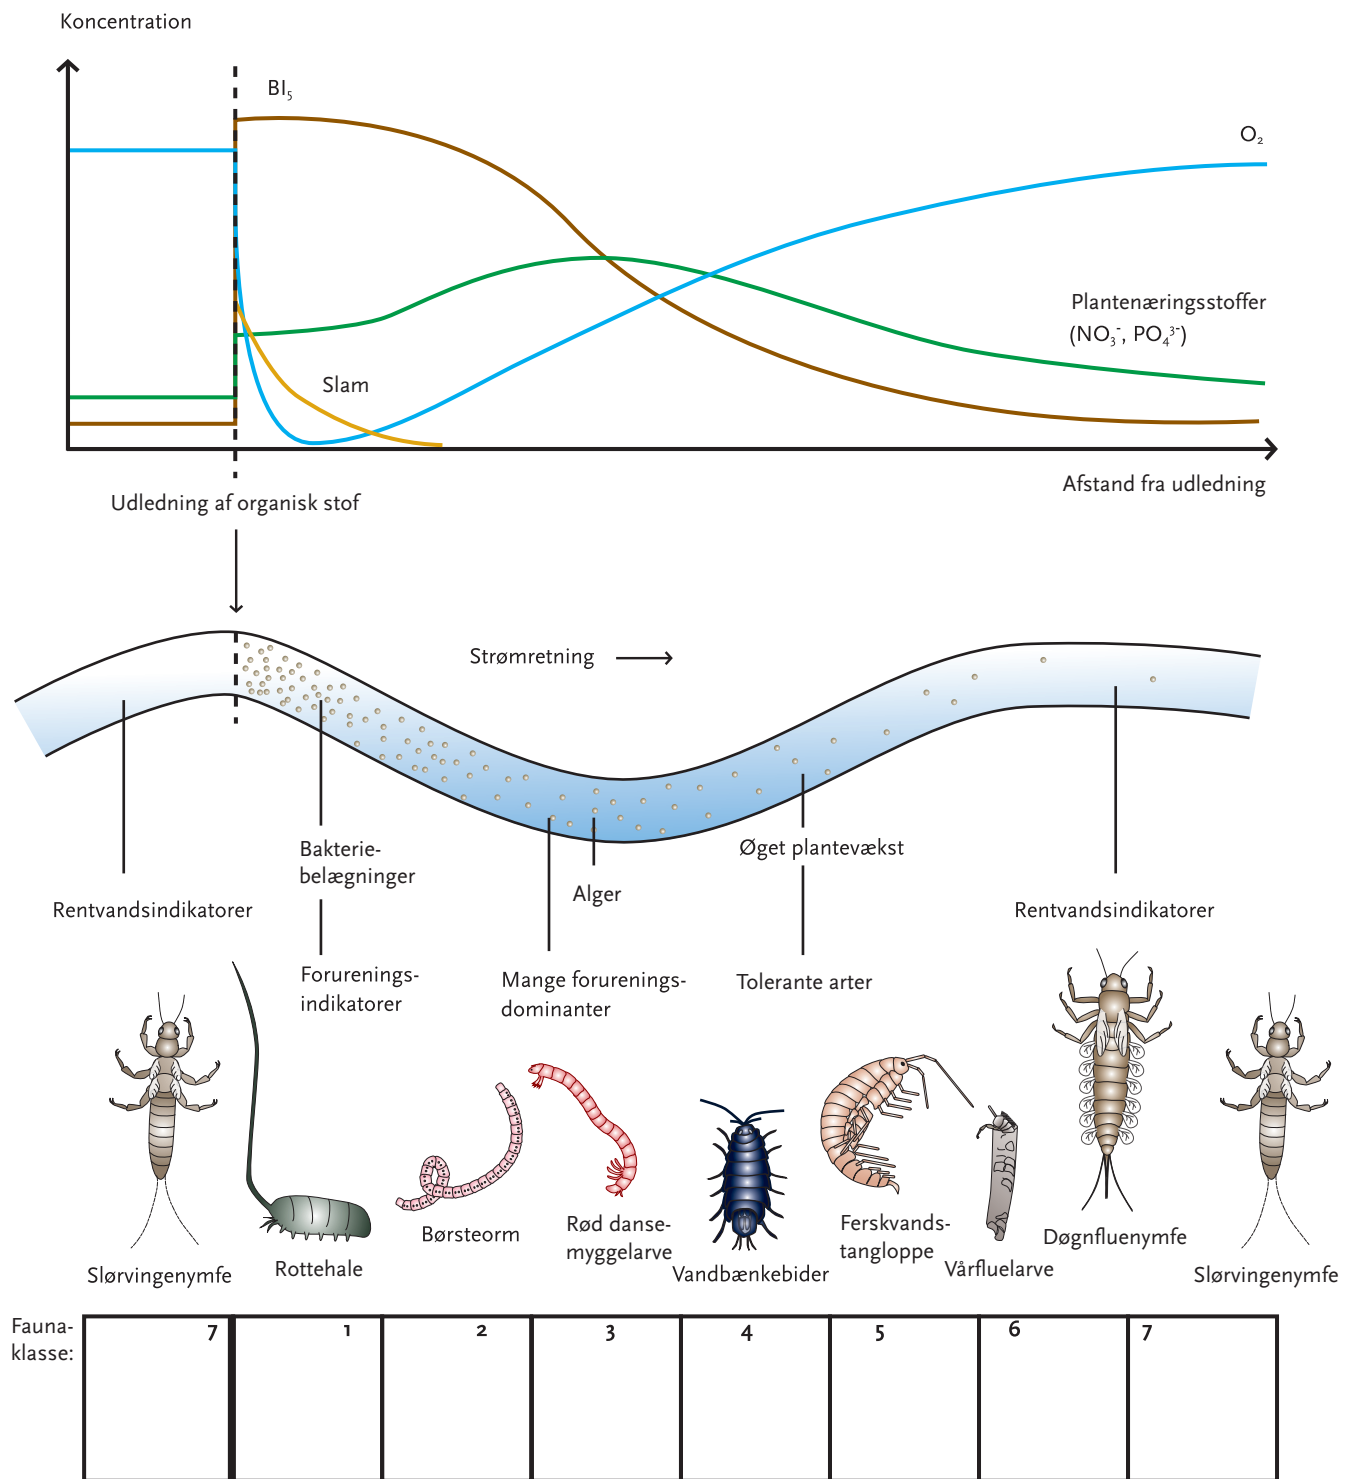 Koncentration
BI₅
O₂
Plantenæringsstoffer
(NO₃⁻, PO₄³⁻)
Slam
Afstand fra udledning
Udledning af organisk stof
Strømretning
Bakterie-
belægninger
Øget plantevækst
Alger
Rentvandsindikatorer
Rentvandsindikatorer
Forurenings-
indikatorer
Mange forurenings-
dominanter
Tolerante arter
Slørvingenymfe
Rottehale
Børsteorm
Rød danse-
myggelarve
Vandbænkebider
Ferskvands-
tangloppe
Vårfluelarve
Døgnfluenymfe
Slørvingenymfe
Fauna-
klasse:
7 1 2 3 4 5 6 7